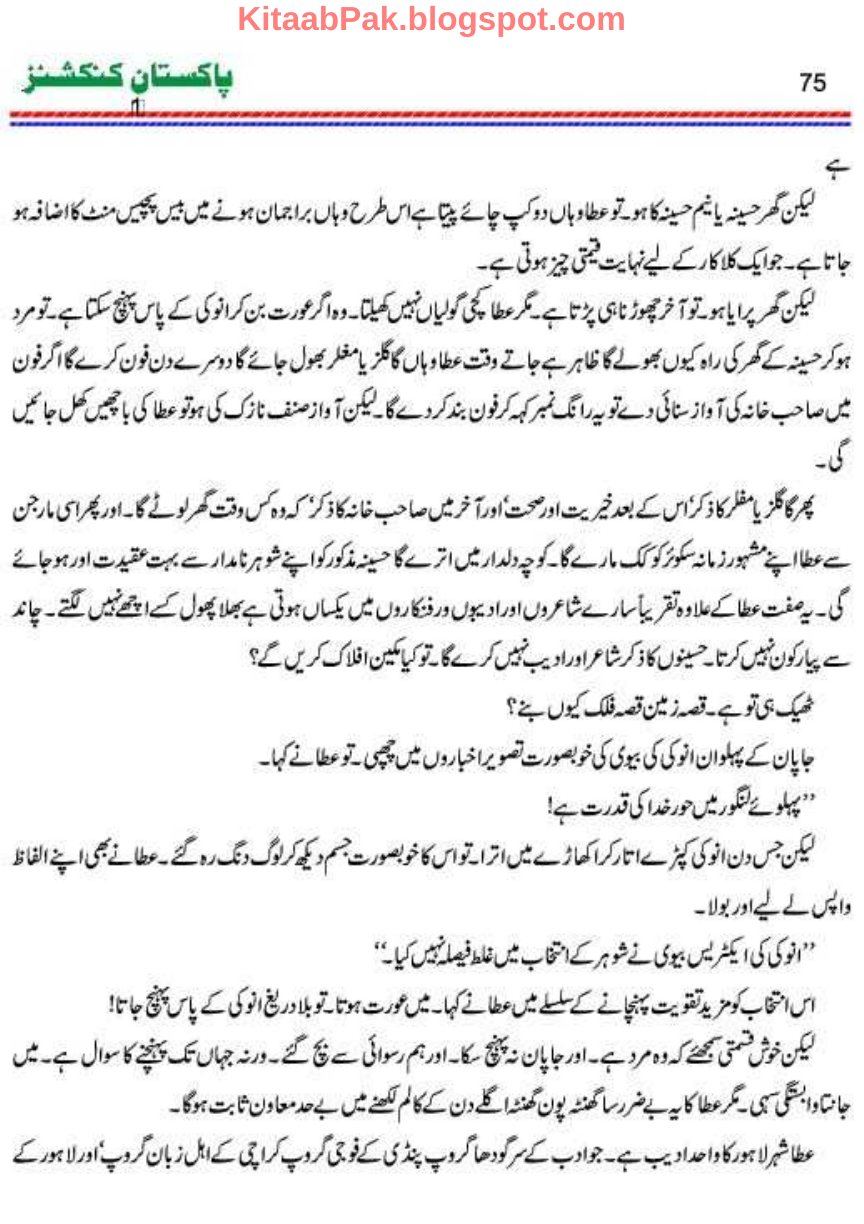 KitaabPak.blogspot.com
پاکستان کنکشنز
75
ہے
لیکن گھر حسینہ یا نیم حسینہ کا ہو۔ تو عطا وہاں دو کپ چائے پیتا ہے اس طرح وہاں براجمان ہونے میں بیس پچیس منٹ کا اضافہ ہو
جاتا ہے۔ جو ایک کلاکار کے لیے نہایت قیمتی چیز ہوتی ہے۔
لیکن گھر پرایا ہو۔ تو آخر چھوڑنا ہی پڑتا ہے۔ مگر عطا کچی گولیاں نہیں کھیلتا۔ وہ اگر عورت بن کر انوکی کے پاس پہنچ سکتا ہے۔ تو مرد
ہو کر حسینہ کے گھر کی راہ کیوں بھولے گا ظاہر ہے جاتے وقت عطا وہاں گاگلز یا مفلر بھول جائے گا دوسرے دن فون کرے گا اگر فون
میں صاحب خانہ کی آواز سنائی دے تو یہ رانگ نمبر کہہ کر فون بند کر دے گا۔ لیکن آواز صنف نازک کی ہو تو عطا کی باچھیں کھل جائیں
گی۔
پھر گاگلز یا مفلر کا ذکر‘ اس کے بعد خیریت اور صحت‘ اور آخر میں صاحب خانہ کا ذکر‘ کہ وہ کس وقت گھر لوٹے گا۔ اور پھر اسی مارجن
سے عطا اپنے مشہور زمانہ سکوٹر کو کک مارے گا۔ کوچہ دلدار میں اترے گا حسینہ مذکور کو اپنے شوہر نامدار سے بہت عقیدت اور ہو جائے
گی۔ یہ صفت عطا کے علاوہ تقریباً سارے شاعروں اور ادیبوں ور فنکاروں میں یکساں ہوتی ہے بھلا پھول کسے اچھے نہیں لگتے۔ چاند
سے پیار کون نہیں کرتا۔ حسینوں کا ذکر شاعر اور ادیب نہیں کرے گا۔ تو کیا مکین افلاک کریں گے؟
ٹھیک ہی تو ہے۔ قصہ زمین قصہ فلک کیوں بنے؟
جاپان کے پہلوان انوکی کی بیوی کی خوبصورت تصویر اخباروں میں چھپی۔ تو عطا نے کہا۔
’’پہلوئے لنگور میں حور خدا کی قدرت ہے!
لیکن جس دن انوکی کپڑے اتار کر اکھاڑے میں اترا۔ تو اس کا خوبصورت جسم دیکھ کر لوگ دنگ رہ گئے۔ عطا نے بھی اپنے الفاظ
واپس لے لیے اور بولا۔
’’انوکی کی ایکٹریس بیوی نے شوہر کے انتخاب میں غلط فیصلہ نہیں کیا۔‘‘
اس انتخاب کو مزید تقویت پہنچانے کے سلسلے میں عطا نے کہا۔ میں عورت ہوتا۔ تو بلا دریغ انوکی کے پاس پہنچ جاتا!
لیکن خوش قسمتی سمجھئے کہ وہ مرد ہے۔ اور جاپان نہ پہنچ سکا۔ اور ہم رسوائی سے بچ گئے۔ ورنہ جہاں تک پہنچنے کا سوال ہے۔ میں
جانتا وابستگی سہی۔ مگر عطا کا یہ بے ضرر سا گھنٹہ پون گھنٹہ اگلے دن کے کالم لکھنے میں بے حد معاون ثابت ہوگا۔
عطا شہر لاہور کا واحد ادیب ہے۔ جو ادب کے سرگودھا گروپ پنڈی کے فوجی گروپ کراچی کے اہل زبان گروپ‘ اور لاہور کے